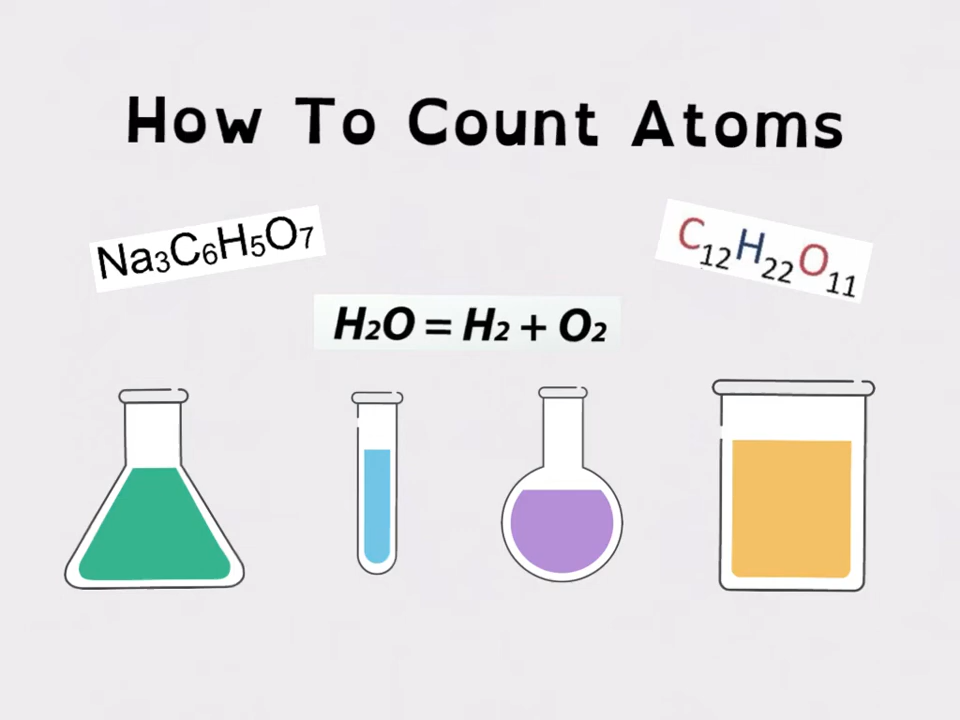 How To Count Atoms
Na₃C₆H₅O₇
C₁₂H₂₂O₁₁
H₂O = H₂ + O₂